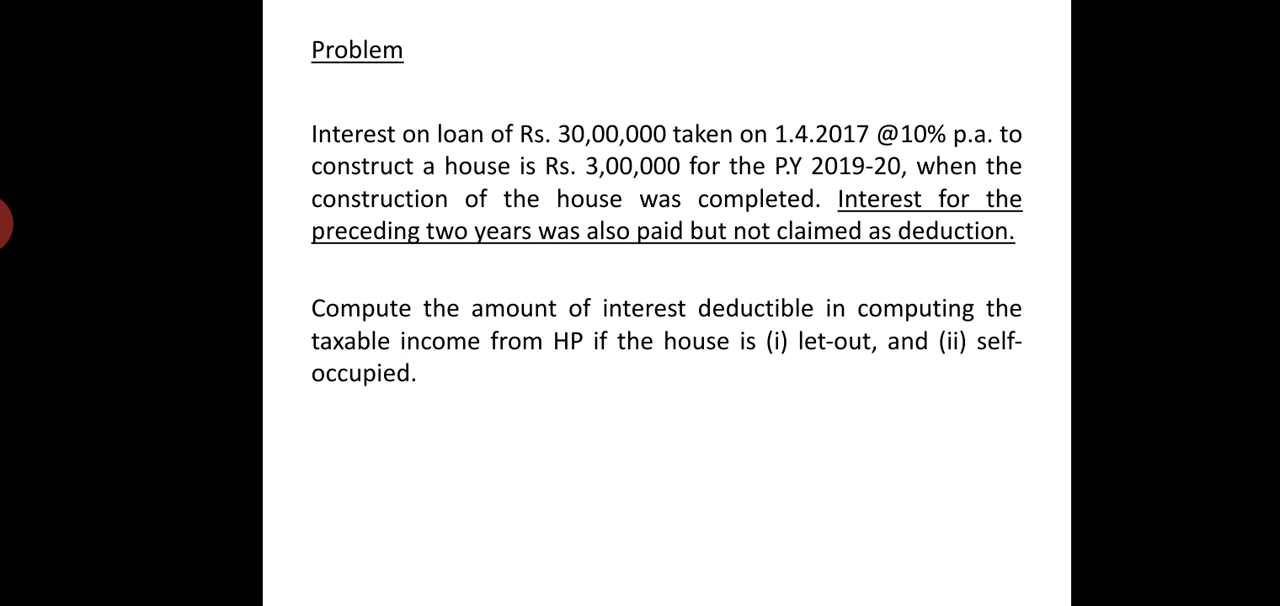 Problem
Interest on loan of Rs. 30,00,000 taken on 1.4.2017 @10% p.a. to
construct a house is Rs. 3,00,000 for the P.Y 2019-20, when the
construction of the house was completed. Interest for the
preceding two years was also paid but not claimed as deduction.
Compute the amount of interest deductible in computing the
taxable income from HP if the house is (i) let-out, and (ii) self-
occupied.